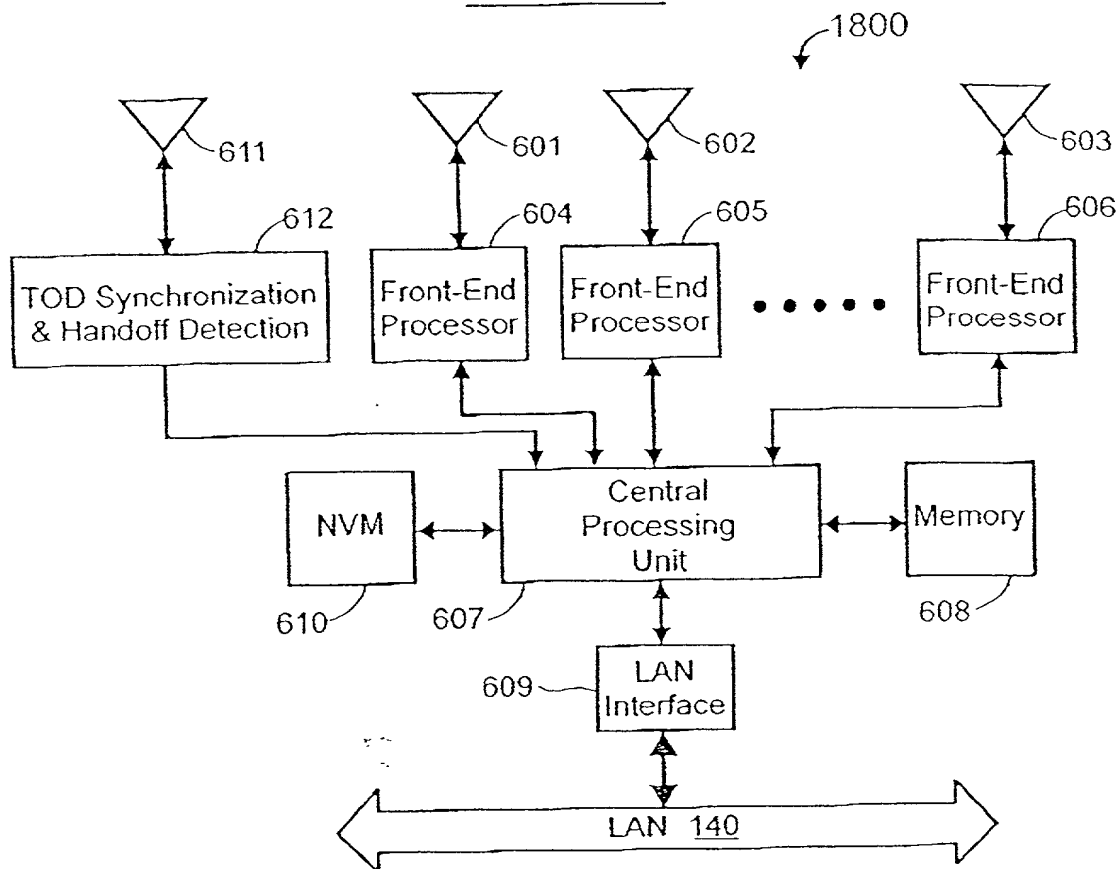 1800
611
601
602
603
612
604
605
606
TOD Synchronization
& Handoff Detection
Front-End
Processor
Front-End
Processor
Front-End
Processor
NVM
Central
Processing
Unit
Memory
610
607
608
609
LAN
Interface
LAN 140